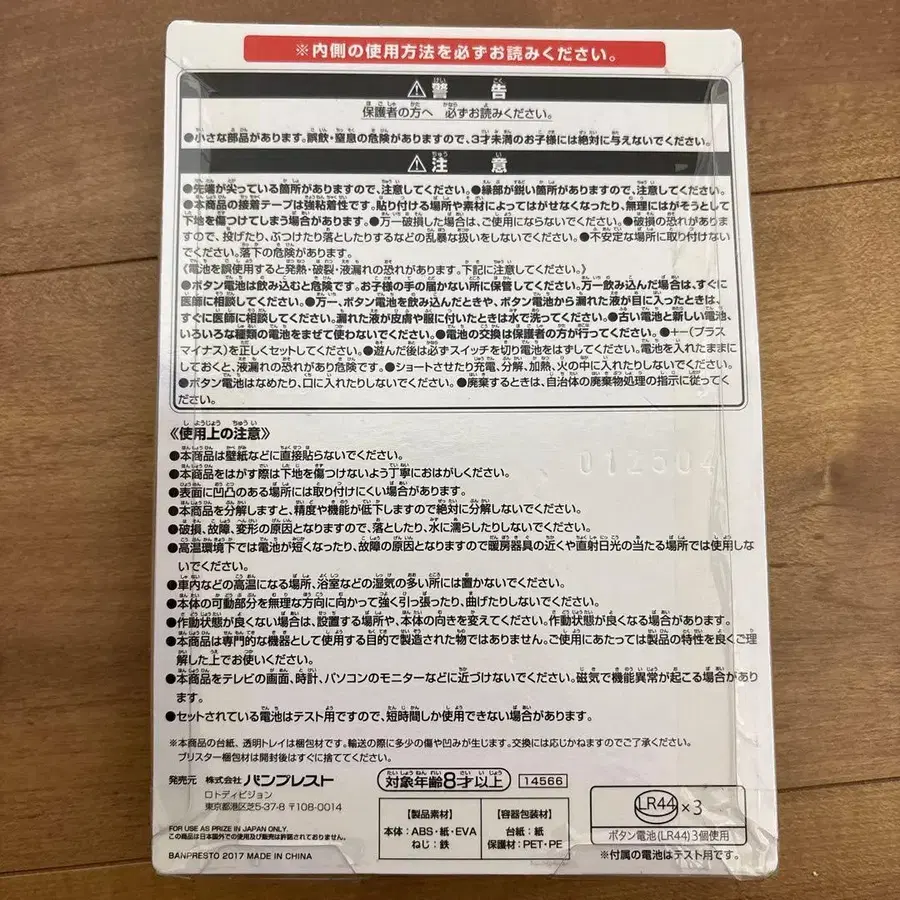 ※内側の使用方法を必ずお読みください。
⚠警告
保護者の方へ 必ずお読みください。
●小さな部品があります。誤飲・窒息の危険がありますので、3才未満のお子様には絶対に与えないでください。
⚠注意
●先端が尖っている箇所がありますので、注意してください。●縁部が鋭い箇所がありますので、注意してください。
●本商品の接着テープは強粘着性です。貼り付ける場所や素材によってはがせなくなったり、無理にはがそうとして
下地を傷つけてしまう場合があります。●万一破損した場合は、ご使用にならないでください。●破損の恐れがありま
すので、投げたり、ぶつけたり落としたりするなどの乱暴な扱いをしないでください。●不安定な場所に取り付けない
でください。落下の危険があります。
《電池を誤使用すると発熱・破裂・液漏れの恐れがあります。下記に注意してください。》
●ボタン電池は飲み込むと危険です。お子様の手の届かない所に保管してください。万一飲み込んだ場合は、すぐに
医師に相談してください。●万一、ボタン電池を飲み込んだときや、ボタン電池から漏れた液が目に入ったときは、
すぐに医師に相談してください。漏れた液が皮膚や服に付いたときは水で洗ってください。●古い電池と新しい電池、
いろいろな種類の電池をまぜて使わないでください。●電池の交換は保護者の方が行ってください。●+-(プラス
マイナス)を正しくセットしてください。●遊んだ後は必ずスイッチを切り電池をはずしてください。電池を入れたままに
しておくと、液漏れの恐れがあり危険です。●ショートさせたり充電、分解、加熱、火の中に入れたりしないでください。
●ボタン電池はなめたり、口に入れたりしないでください。●廃棄するときは、自治体の廃棄物処理の指示に従ってく
ださい。
《使用上の注意》
●本商品は壁紙などに直接貼らないでください。
●本商品をはがす際は下地を傷つけないよう丁寧におはがしください。
012504
●表面に凹凸のある場所には取り付けにくい場合があります。
●本商品を分解しますと、精度や機能が低下しますので絶対に分解しないでください。
●破損、故障、変形の原因となりますので、落としたり、水に濡らしたりしないでください。
●高温環境下では電池が短くなったり、故障の原因となりますので暖房器具の近くや直射日光の当たる場所では使用しな
いでください。
●車内などの高温になる場所、浴室などの湿気の多い所には置かないでください。
●本体の可動部分を無理な方向に向かって強く引っ張ったり、曲げたりしないでください。
●作動状態が良くない場合は、設置する場所や、本体の向きを変えてください。作動状態が良くなる場合があります。
●本商品は専門的な機器として使用する目的で製造された物ではありません。ご使用にあたっては製品の特性を良くご理
解した上でお使いください。
●本商品をテレビの画面、時計、パソコンのモニターなどに近づけないでください。磁気で機能異常が起こる場合があり
ます。
●セットされている電池はテスト用ですので、短時間しか使用できない場合があります。
※本商品の台紙、透明トレイは梱包材です。輸送の際に多少の傷や凹みが生じます。交換には応じかねますのでご了承ください。
ブリスター梱包材は開封後はすぐに捨ててください。
発売元 株式会社 バンプレスト
ロトディビジョン
東京都港区芝5-37-8 〒108-0014
対象年齢8才以上
14566
FOR USE AS PRIZE IN JAPAN ONLY.
この商品は日本国外での使用及び販売は許諾されておりません。
BANPRESTO 2017 MADE IN CHINA
【製品素材】
本体:ABS・紙・EVA
ねじ:鉄
【容器包装材】
台紙:紙
保護材:PET・PE
LR44×3
ボタン電池(LR44)3個使用
※付属の電池はテスト用です。